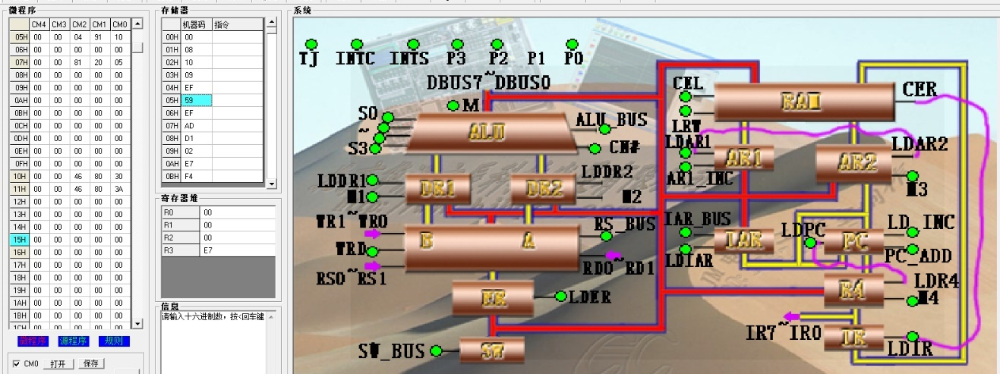 微程序
CM4 CM3 CM2 CM1 CM0
05H 00 00 04 91 10
06H 00 00 00 00 00
07H 00 00 81 20 05
08H 00 00 00 00 00
09H 00 00 00 00 00
0AH 00 00 00 00 00
0BH 00 00 00 00 00
0CH 00 00 00 00 00
0DH 00 00 00 00 00
0EH 00 00 00 00 00
0FH 00 00 00 00 00
10H 00 00 46 80 30
11H 00 00 46 80 3A
12H 00 00 00 00 00
13H 00 00 00 00 00
14H 00 00 00 00 00
15H 00 00 00 00 00
16H 00 00 00 00 00
17H 00 00 00 00 00
18H 00 00 00 00 00
19H 00 00 00 00 00
1AH 00 00 00 00 00
1BH 00 00 00 00 00
1CH 00 00 00 00 00
微程序 源程序 规则
CM0 打开 保存
存储器
机器码 指令
00H 00
01H 08
02H 10
03H 09
04H EF
05H 59
06H EF
07H AD
08H D1
09H 02
0AH E7
0BH F4
寄存器堆
R0 00
R1 00
R2 00
R3 E7
信息
请输入十六进制数，按<回车键
系统
TJ INTC INTS P3 P2 P1 P0
DBUS7~DBUS0
M
S0
~
S3
ALU
ALU_BUS
CN#
LDDR1
M1
DR1
DR2
LDDR2
M2
WR1~WR0
WRD
RS0~RS1
B A
RS_BUS
RD0~RD1
ER
LDER
SW_BUS
SW
CEL
LRW
RAM
CER
LDAR1
AR1
AR1_INC
LDAR2
AR2
M3
IAR_BUS
LDIAR
IAR
LDPC
PC
LD_INC
PC_ADD
R4
LDR4
M4
IR7~IR0
IR
LDIR